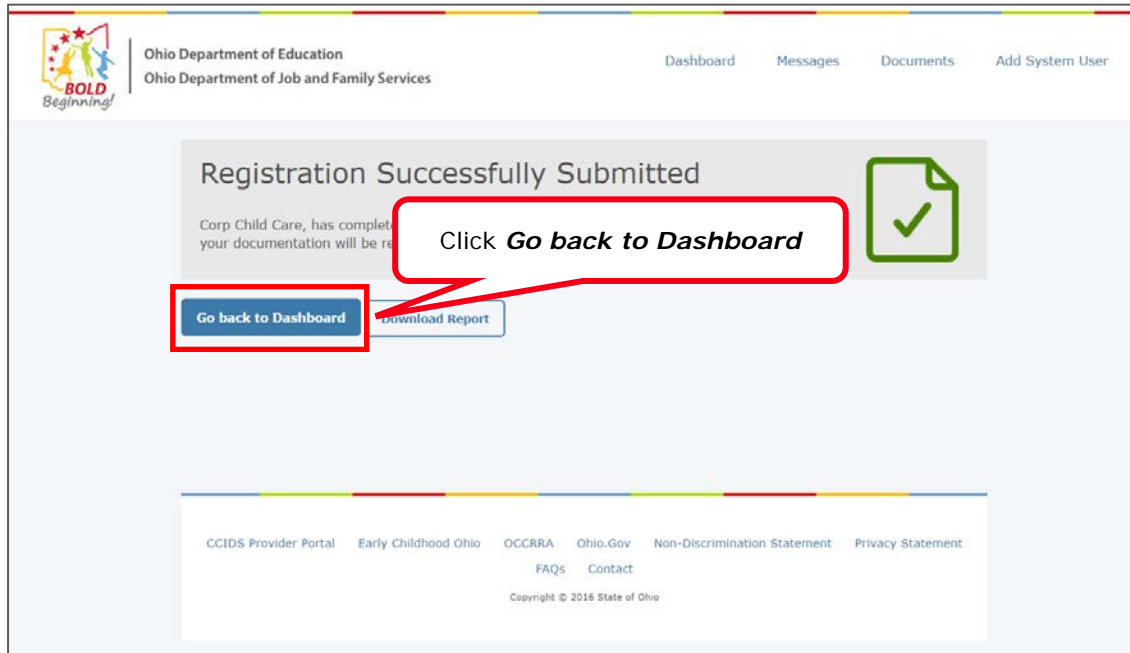 BOLD
Beginning!
Ohio Department of Education
Ohio Department of Job and Family Services
Dashboard Messages Documents Add System User
Registration Successfully Submitted
Corp Child Care, has
your documentation will be
Click Go back to Dashboard
Go back to Dashboard
Download Report
CCIDS Provider Portal Early Childhood Ohio OCCRRA Ohio.Gov Non-Discrimination Statement Privacy Statement
FAQs Contact
Copyright © 2016 State of Ohio